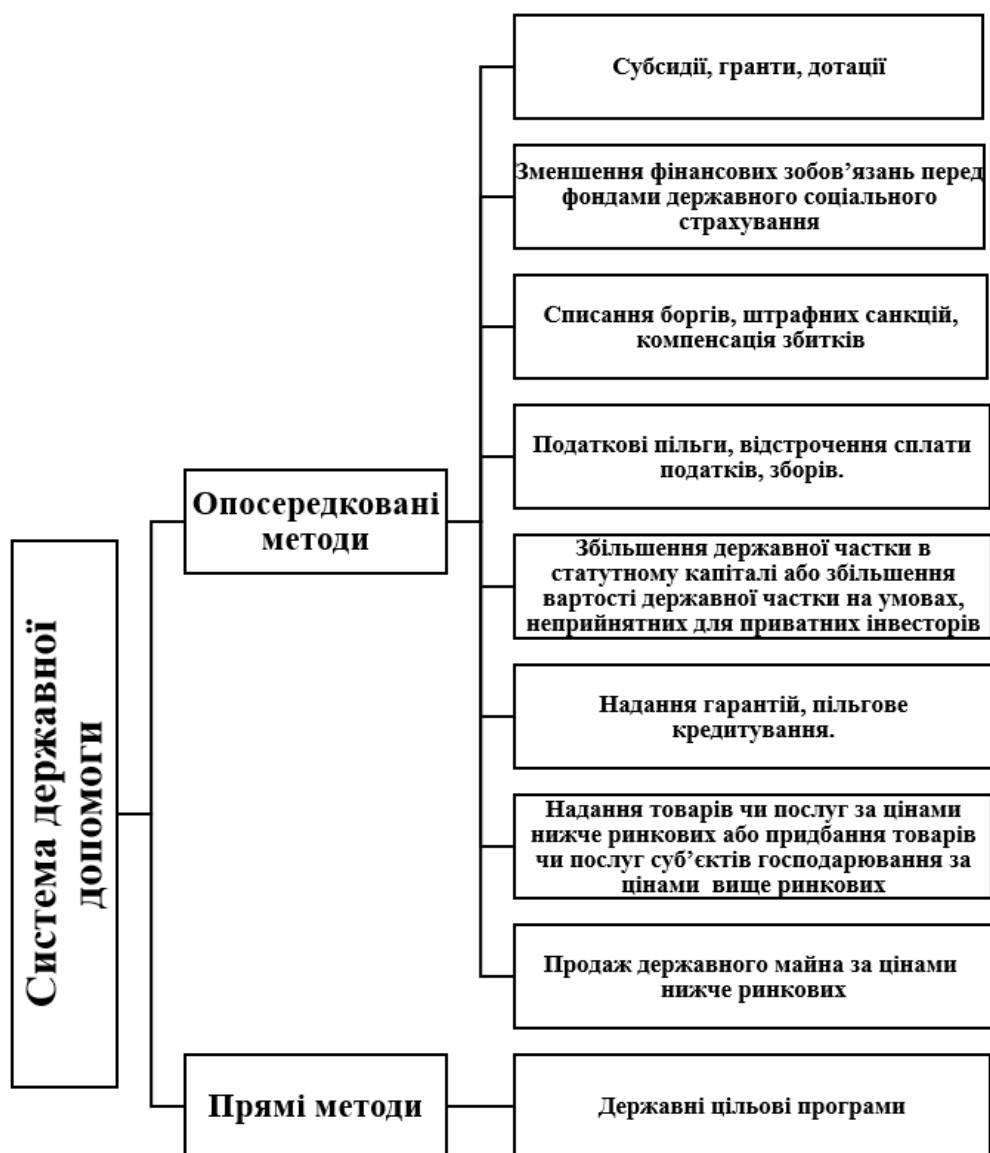 Субсидії, гранти, дотації
Зменшення фінансових зобов’язань перед
фондами державного соціального
страхування
Списання боргів, штрафних санкцій,
компенсація збитків
Податкові пільги, відстрочення сплати
податків, зборів.
Опосередковані
методи
Збільшення державної частки в
статутному капіталі або збільшення
вартості державної частки на умовах,
неприйнятних для приватних інвесторів
Система державної
допомоги
Надання гарантій, пільгове
кредитування.
Надання товарів чи послуг за цінами
нижче ринкових або придбання товарів
чи послуг суб’єктів господарювання за
цінами  вище ринкових
Продаж державного майна за цінами
нижче ринкових
Прямі методи
Державні цільові програми